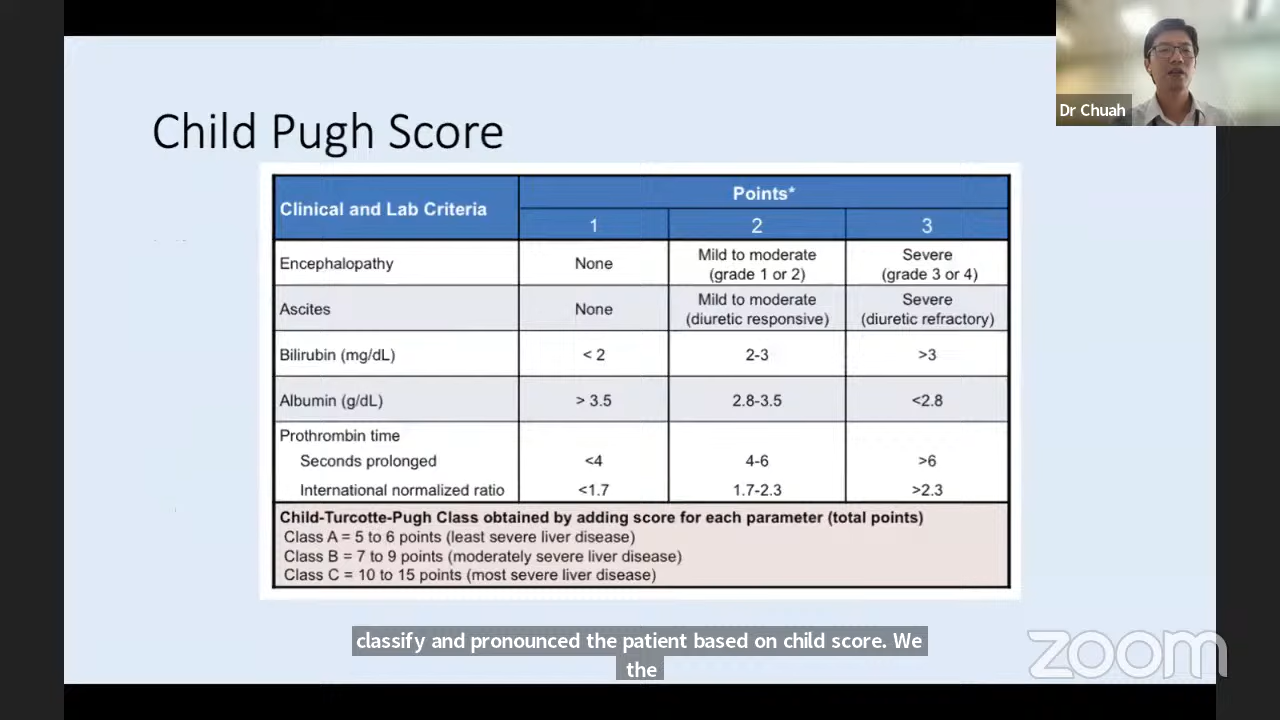 Dr Chuah
Child Pugh Score
Clinical and Lab Criteria
Points*
1 2 3
Encephalopathy None Mild to moderate (grade 1 or 2) Severe (grade 3 or 4)
Ascites None Mild to moderate (diuretic responsive) Severe (diuretic refractory)
Bilirubin (mg/dL) < 2 2-3 >3
Albumin (g/dL) > 3.5 2.8-3.5 <2.8
Prothrombin time
Seconds prolonged <4 4-6 >6
International normalized ratio <1.7 1.7-2.3 >2.3
Child-Turcotte-Pugh Class obtained by adding score for each parameter (total points)
Class A = 5 to 6 points (least severe liver disease)
Class B = 7 to 9 points (moderately severe liver disease)
Class C = 10 to 15 points (most severe liver disease)
classify and pronounced the patient based on child score. We
the
zoom